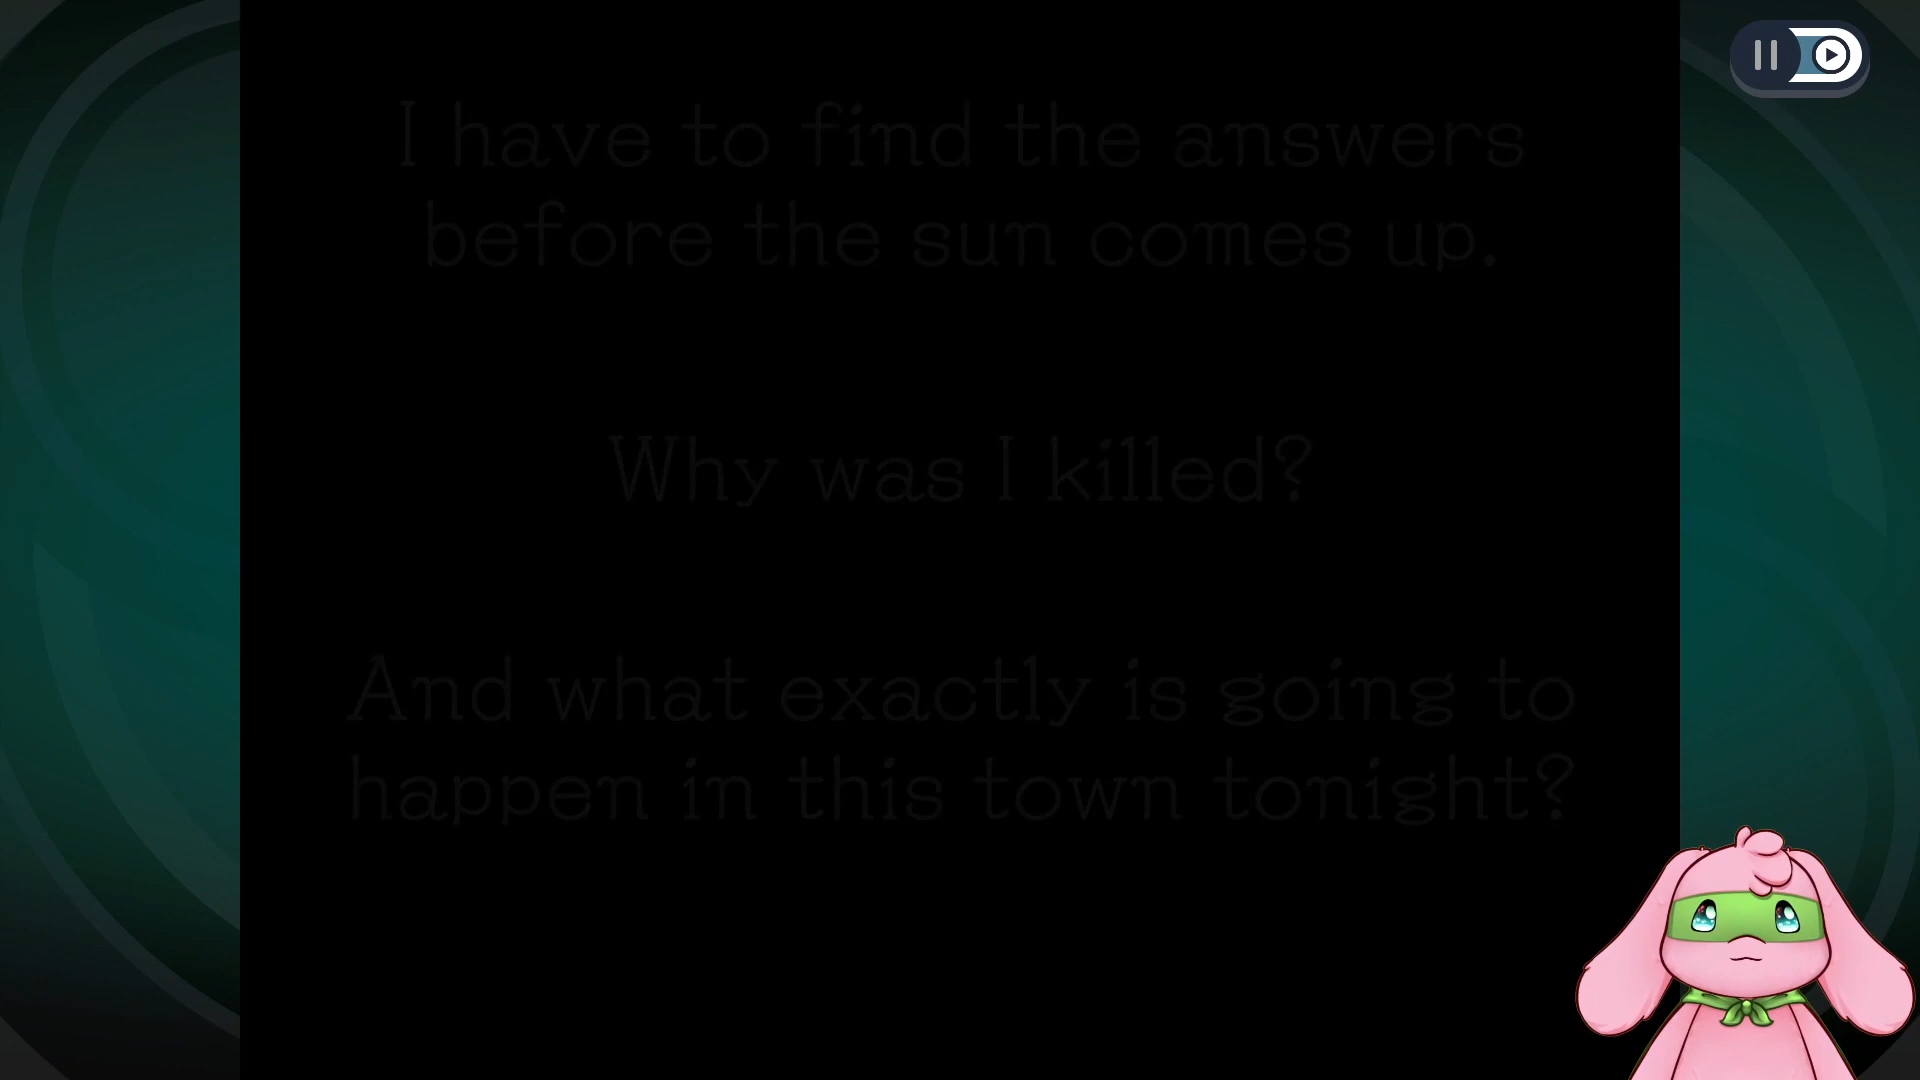 I have to find the answers
before the sun comes up.
Why was I killed?
And what exactly is going to
happen in this town tonight?